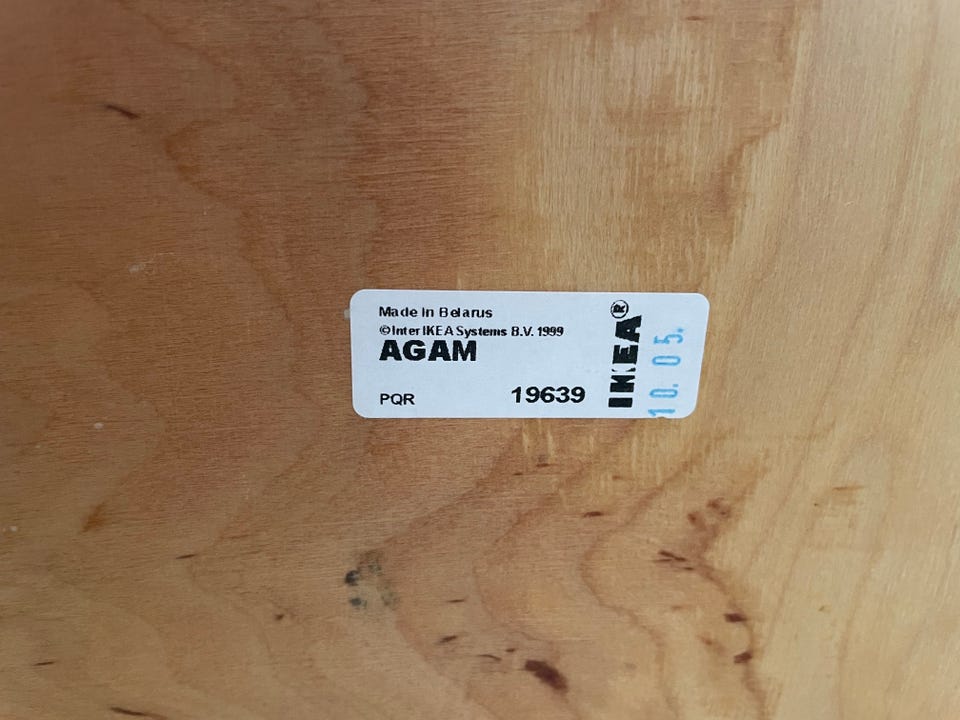 Made in Belarus
©Inter IKEA Systems B.V. 1999
AGAM
PQR 19639
IKEA®
10. 05.